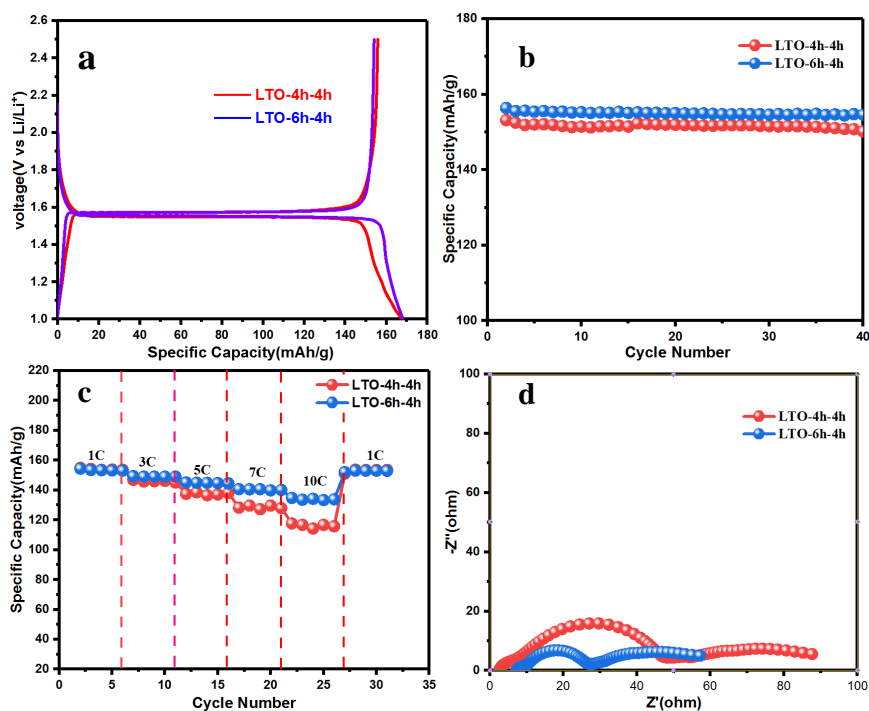 a
LTO-4h-4h
LTO-6h-4h
voltage(V vs Li/Li⁺)
2.6
2.4
2.2
2.0
1.8
1.6
1.4
1.2
1.0
0 20 40 60 80 100 120 140 160 180
Specific Capacity(mAh/g)
b
LTO-4h-4h
LTO-6h-4h
Specific Capacity(mAh/g)
180
160
140
120
100
0 10 20 30 40
Cycle Number
c
LTO-4h-4h
LTO-6h-4h
Specific Capacity(mAh/g)
220
200
180
160
140
120
100
80
60
40
20
1C 3C 5C 7C 10C 1C
0 5 10 15 20 25 30 35
Cycle Number
d
LTO-4h-4h
LTO-6h-4h
-Z''(ohm)
100
80
60
40
20
0
0 20 40 60 80 100
Z'(ohm)